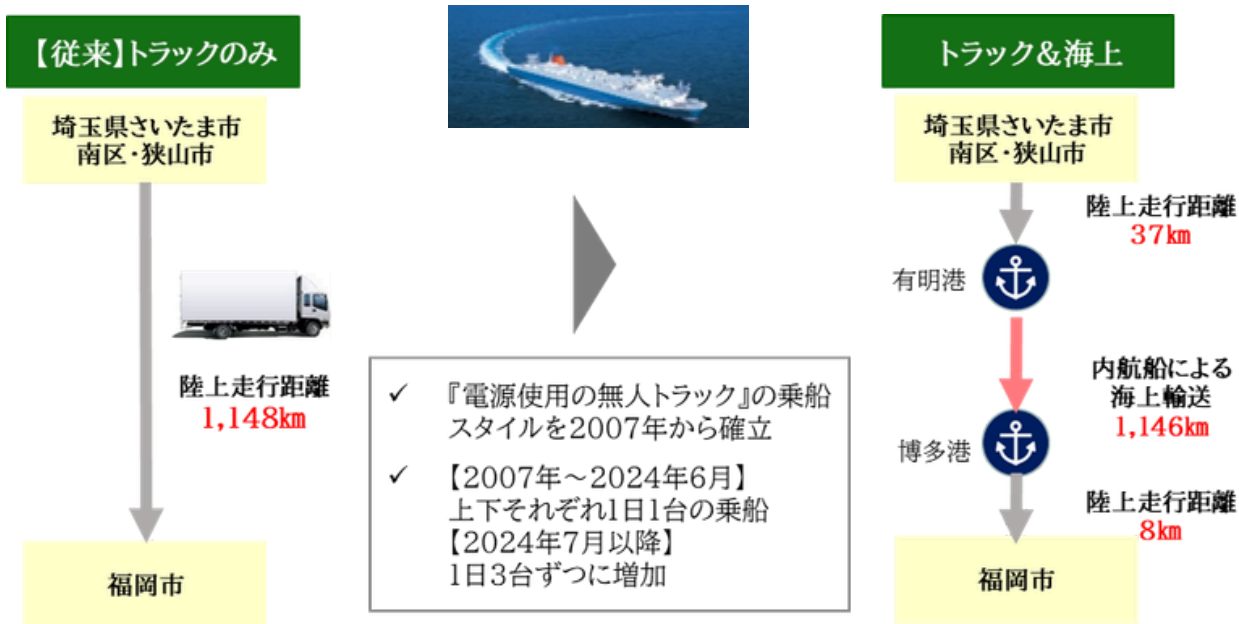 【従来】トラックのみ
埼玉県さいたま市
南区・狭山市
陸上走行距離
1,148㎞
福岡市
✓ 『電源使用の無人トラック』の乗船
スタイルを2007年から確立
✓ 【2007年～2024年6月】
上下それぞれ1日1台の乗船
【2024年7月以降】
1日3台ずつに増加
トラック＆海上
埼玉県さいたま市
南区・狭山市
陸上走行距離
37㎞
有明港
内航船による
海上輸送
1,146㎞
博多港
陸上走行距離
8㎞
福岡市